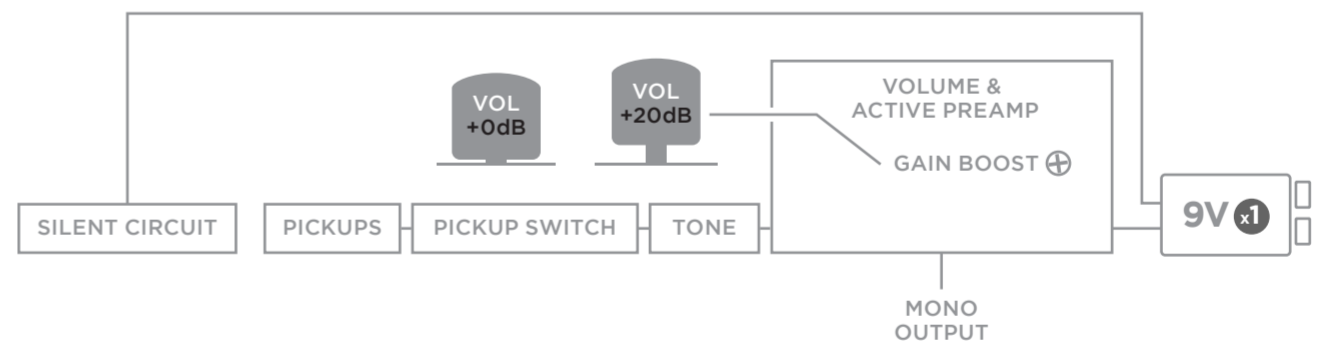 VOL
+0dB
VOL
+20dB
VOLUME &
ACTIVE PREAMP
GAIN BOOST
SILENT CIRCUIT
PICKUPS
PICKUP SWITCH
TONE
9V x1
MONO
OUTPUT